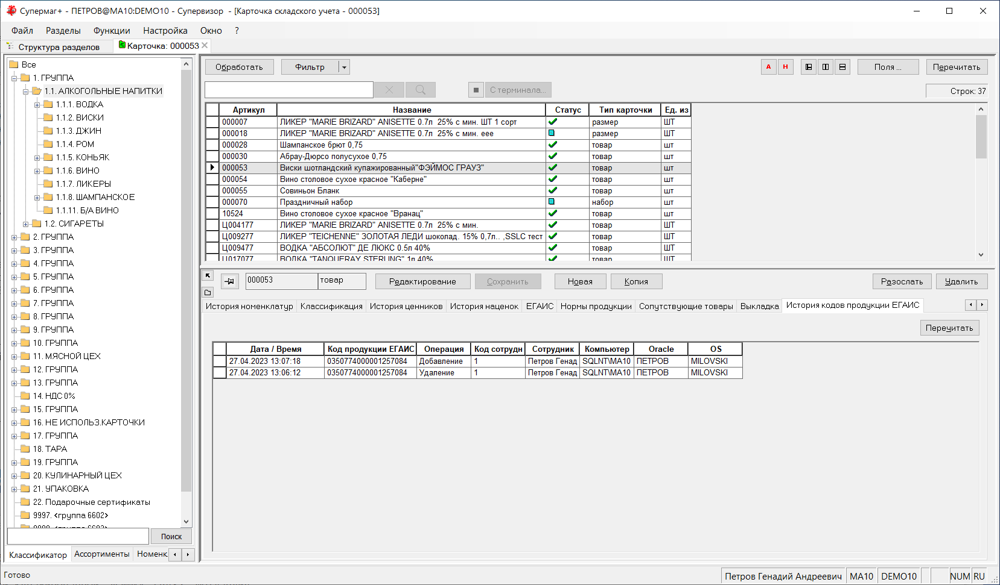 Супермаг+ - ПЕТРОВ@MA10:DEMO10 - Супервизор - [Карточка складского учета - 000053]
Файл Разделы Функции Настройка Окно ?
Структура разделов Карточка: 000053
Все
1. ГРУППА
1.1. АЛКОГОЛЬНЫЕ НАПИТКИ
1.1.1. ВОДКА
1.1.2. ВИСКИ
1.1.3. ДЖИН
1.1.4. РОМ
1.1.5. КОНЬЯК
1.1.6. ВИНО
1.1.7. ЛИКЕРЫ
1.1.8. ШАМПАНСКОЕ
1.1.11. Б/А ВИНО
1.2. СИГАРЕТЫ
2. ГРУППА
3. ГРУППА
4. ГРУППА
5. ГРУППА
6. ГРУППА
7. ГРУППА
8. ГРУППА
9. ГРУППА
10. ГРУППА
11. МЯСНОЙ ЦЕХ
12. ГРУППА
13. ГРУППА
14. НДС 0%
15. ГРУППА
16. НЕ ИСПОЛЬЗ.КАРТОЧКИ
17. ГРУППА
18. ТАРА
19. ГРУППА
20. КУЛИНАРНЫЙ ЦЕХ
21. УПАКОВКА
22. Подарочные сертификаты
9997. <группа 6602>
Поиск
Классификатор Ассортименты Номенк
Обработать Фильтр А Н Поля ... Перечитать
С терминала... Строк: 37
Артикул Название Статус Тип карточки Ед. из
000007 ЛИКЕР "MARIE BRIZARD" ANISETTE 0.7л 25% с мин. ШТ 1 сорт размер ШТ
000018 ЛИКЕР "MARIE BRIZARD" ANISETTE 0.7л 25% с мин. еее размер ШТ
000028 Шампанское брют 0,75 товар шт
000030 Абрау-Дюрсо полусухое 0,75 товар шт
000053 Виски шотландский купажированный"ФЭЙМОС ГРАУЗ" товар шт
000054 Вино столовое сухое красное "Каберне" товар шт
000055 Совиньон Бланк товар шт
000070 Праздничный набор набор шт
10524 Вино столовое сухое красное "Вранац" товар шт
Ц004177 ЛИКЕР "MARIE BRIZARD" ANISETTE 0.7л 25% с мин. товар ШТ
Ц009277 ЛИКЕР "TEICHENNE" ЗОЛОТАЯ ЛЕДИ шоколад. 15% 0,7л.. ,SSLC тест товар ШТ
Ц009477 ВОДКА "АБСОЛЮТ" ДЕ ЛЮКС 0.5л 40% товар ШТ
Ц017077 ВОДКА "TANQUERAY STERLING" 1л 40% товар ШТ
000053 товар Редактирование Сохранить Новая Копия Разослать Удалить
История номенклатур Классификация История ценников История наценок ЕГАИС Нормы продукции Сопутствующие товары Выкладка История кодов продукции ЕГАИС
Перечитать
Дата / Время Код продукции ЕГАИС Операция Код сотрудн Сотрудник Компьютер Oracle OS
27.04.2023 13:07:18 0350774000001257084 Добавление 1 Петров Генад SQLNT\MA10 ПЕТРОВ MILOVSKI
27.04.2023 13:06:12 0350774000001257084 Удаление 1 Петров Генад SQLNT\MA10 ПЕТРОВ MILOVSKI
Готово Петров Генадий Андреевич MA10 DEMO10 NUM RU